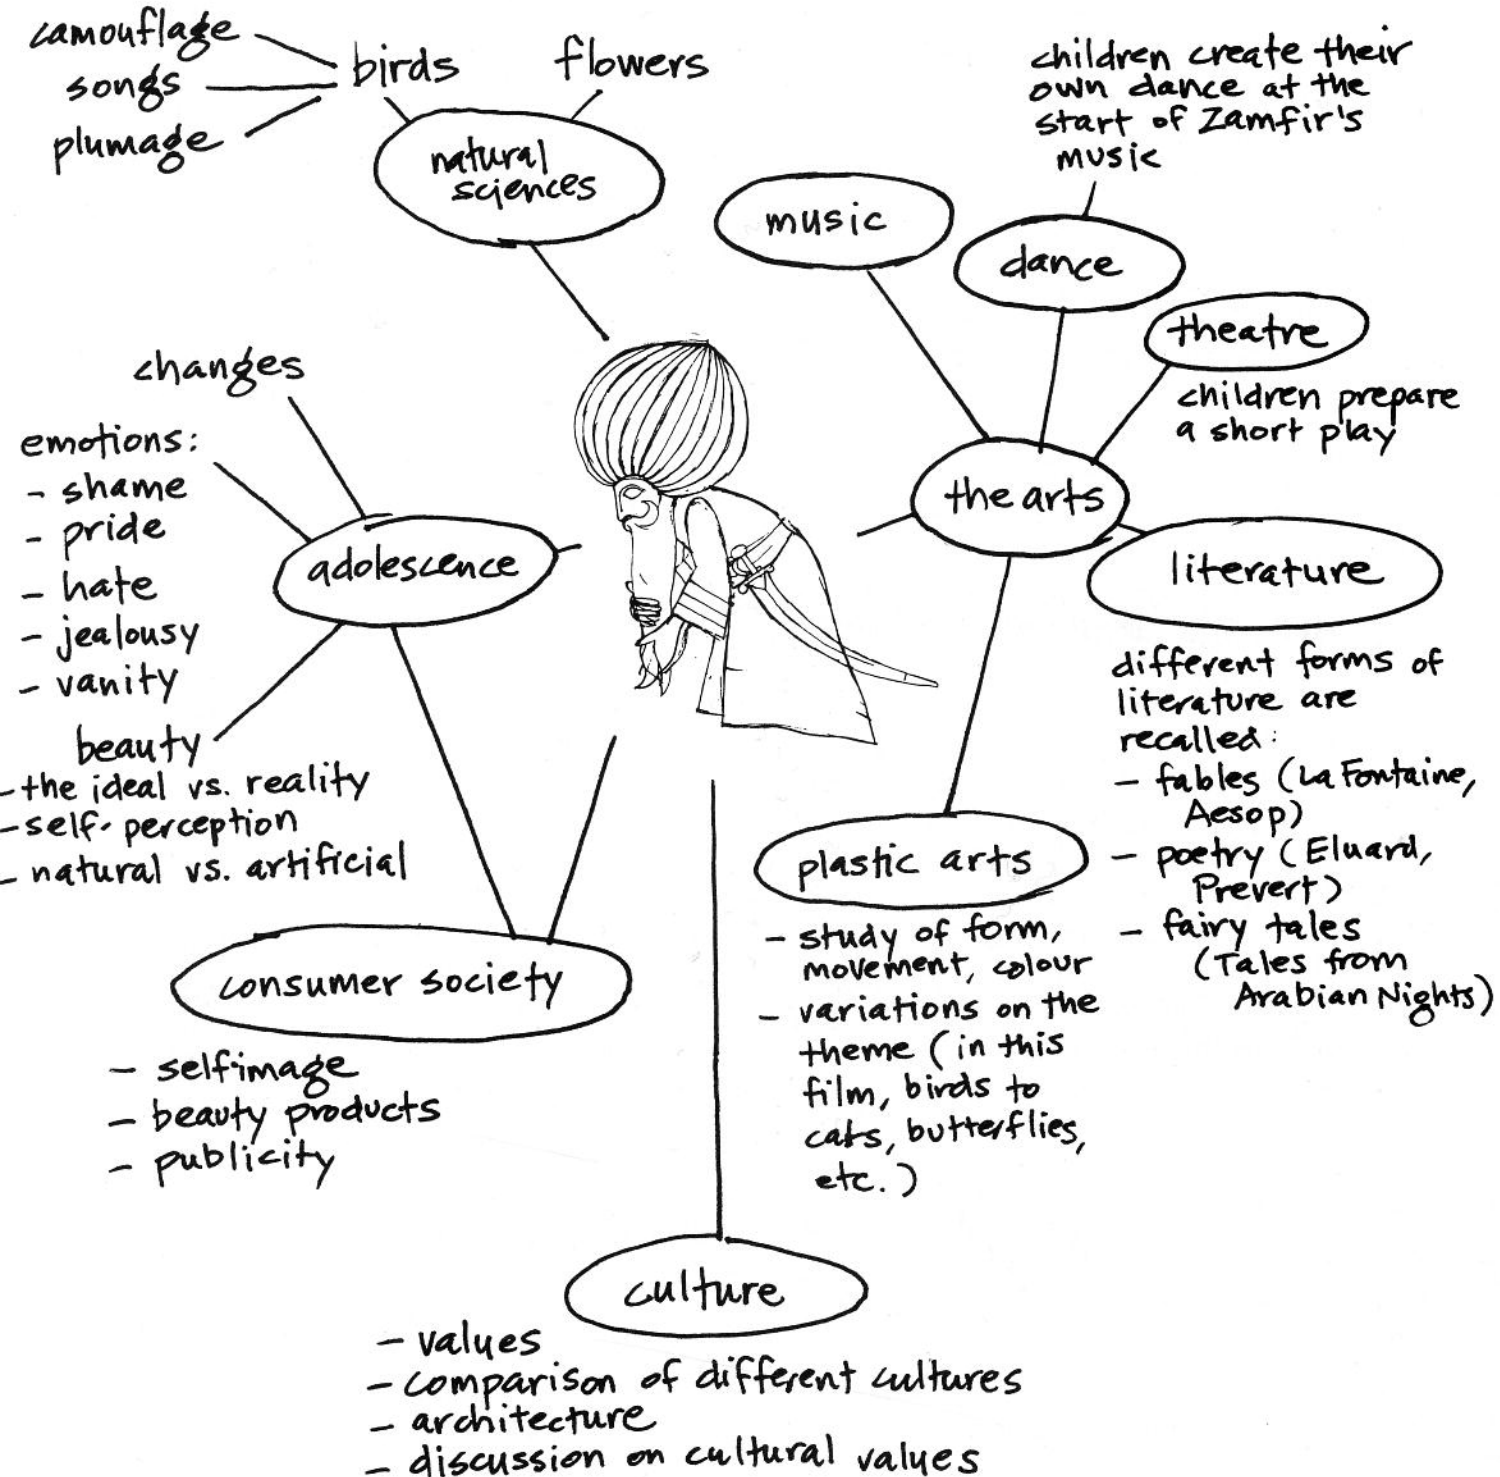 camouflage
songs
plumage
birds
flowers
natural
sciences
children create their
own dance at the
start of Zamfir's
music
music
dance
theatre
children prepare
a short play
the arts
literature
different forms of
literature are
recalled:
- fables (La Fontaine,
Aesop)
- poetry (Eluard,
Prevert)
- fairy tales
(Tales from
Arabian Nights)
changes
emotions:
- shame
- pride
- hate
- jealousy
- vanity
adolescence
beauty
- the ideal vs. reality
- self-perception
- natural vs. artificial
consumer society
- self-image
- beauty products
- publicity
plastic arts
- study of form,
movement, colour
- variations on the
theme (in this
film, birds to
cats, butterflies,
etc.)
culture
- values
- comparison of different cultures
- architecture
- discussion on cultural values